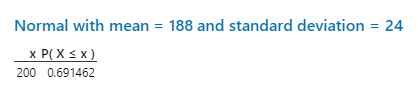 Normal with mean = 188 and standard deviation = 24
x P( X ≤ x )
200 0.691462